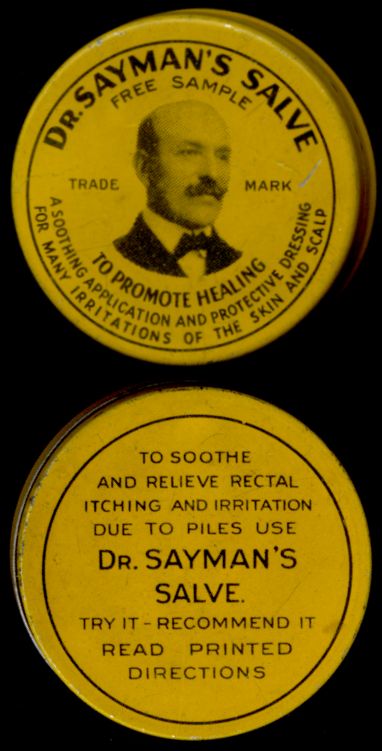 DR. SAYMAN'S SALVE
FREE SAMPLE
TRADE MARK
TO PROMOTE HEALING
A SOOTHING APPLICATION AND PROTECTIVE DRESSING
FOR MANY IRRITATIONS OF THE SKIN AND SCALP
TO SOOTHE
AND RELIEVE RECTAL
ITCHING AND IRRITATION
DUE TO PILES USE
DR. SAYMAN'S
SALVE.
TRY IT - RECOMMEND IT
READ PRINTED
DIRECTIONS